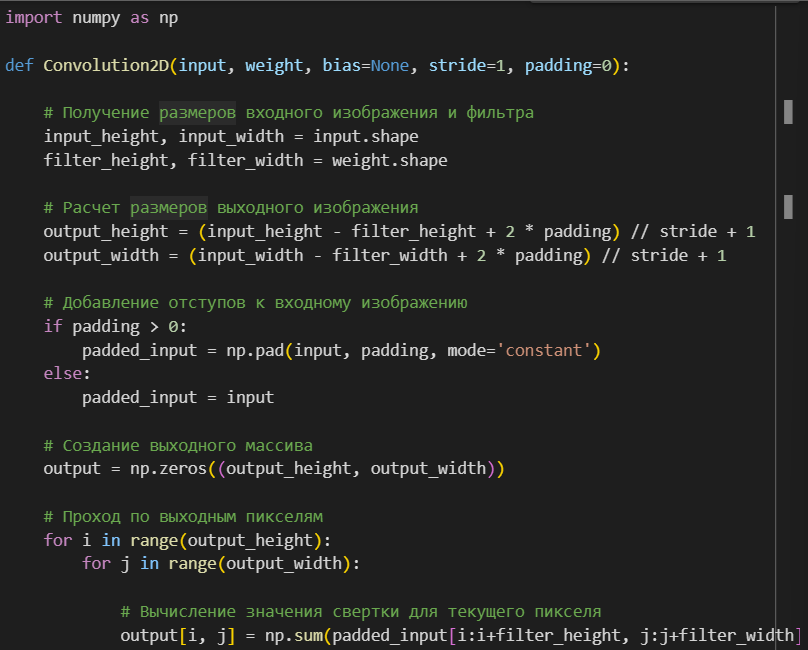 import numpy as np
def Convolution2D(input, weight, bias=None, stride=1, padding=0):
# Получение размеров входного изображения и фильтра
input_height, input_width = input.shape
filter_height, filter_width = weight.shape
# Расчет размеров выходного изображения
output_height = (input_height - filter_height + 2 * padding) // stride + 1
output_width = (input_width - filter_width + 2 * padding) // stride + 1
# Добавление отступов к входному изображению
if padding > 0:
padded_input = np.pad(input, padding, mode='constant')
else:
padded_input = input
# Создание выходного массива
output = np.zeros((output_height, output_width))
# Проход по выходным пикселям
for i in range(output_height):
for j in range(output_width):
# Вычисление значения свертки для текущего пикселя
output[i, j] = np.sum(padded_input[i:i+filter_height, j:j+filter_width]